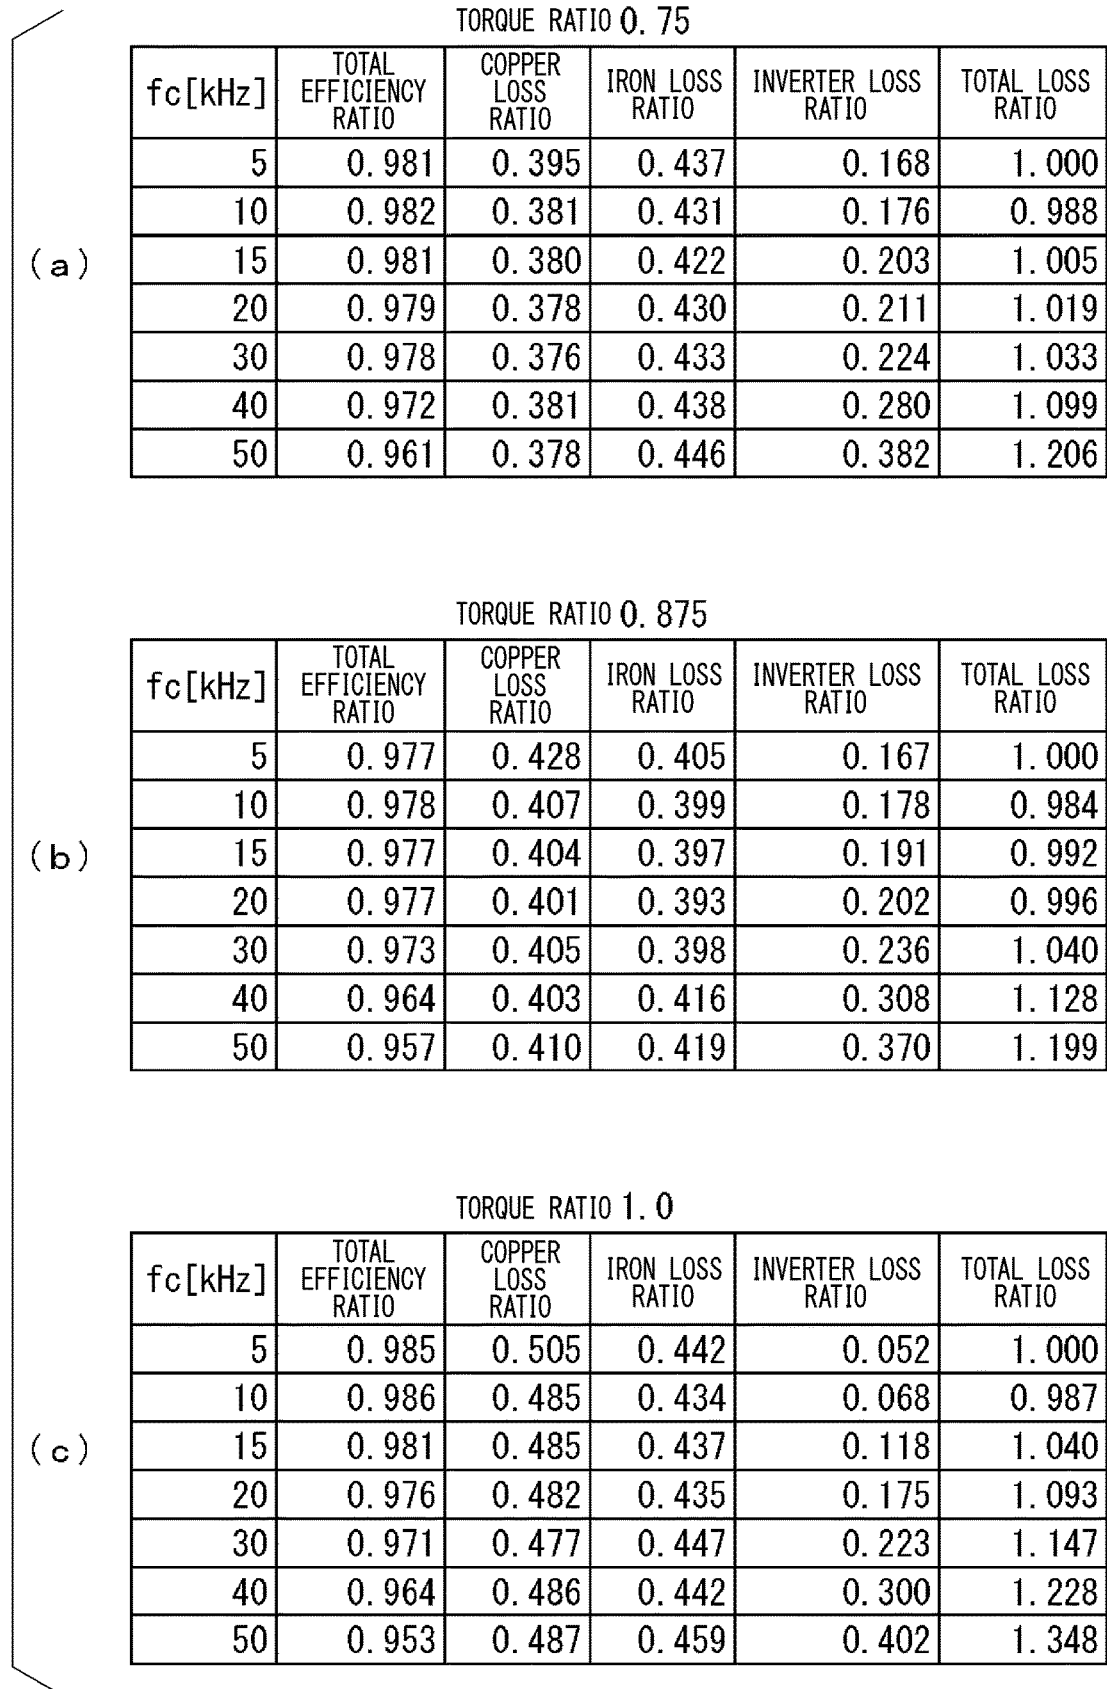 TORQUE RATIO 0.75
fc[kHz] TOTAL EFFICIENCY RATIO COPPER LOSS RATIO IRON LOSS RATIO INVERTER LOSS RATIO TOTAL LOSS RATIO
5 0.981 0.395 0.437 0.168 1.000
10 0.982 0.381 0.431 0.176 0.988
(a) 15 0.981 0.380 0.422 0.203 1.005
20 0.979 0.378 0.430 0.211 1.019
30 0.978 0.376 0.433 0.224 1.033
40 0.972 0.381 0.438 0.280 1.099
50 0.961 0.378 0.446 0.382 1.206
TORQUE RATIO 0.875
fc[kHz] TOTAL EFFICIENCY RATIO COPPER LOSS RATIO IRON LOSS RATIO INVERTER LOSS RATIO TOTAL LOSS RATIO
5 0.977 0.428 0.405 0.167 1.000
10 0.978 0.407 0.399 0.178 0.984
(b) 15 0.977 0.404 0.397 0.191 0.992
20 0.977 0.401 0.393 0.202 0.996
30 0.973 0.405 0.398 0.236 1.040
40 0.964 0.403 0.416 0.308 1.128
50 0.957 0.410 0.419 0.370 1.199
TORQUE RATIO 1.0
fc[kHz] TOTAL EFFICIENCY RATIO COPPER LOSS RATIO IRON LOSS RATIO INVERTER LOSS RATIO TOTAL LOSS RATIO
5 0.985 0.505 0.442 0.052 1.000
10 0.986 0.485 0.434 0.068 0.987
(c) 15 0.981 0.485 0.437 0.118 1.040
20 0.976 0.482 0.435 0.175 1.093
30 0.971 0.477 0.447 0.223 1.147
40 0.964 0.486 0.442 0.300 1.228
50 0.953 0.487 0.459 0.402 1.348